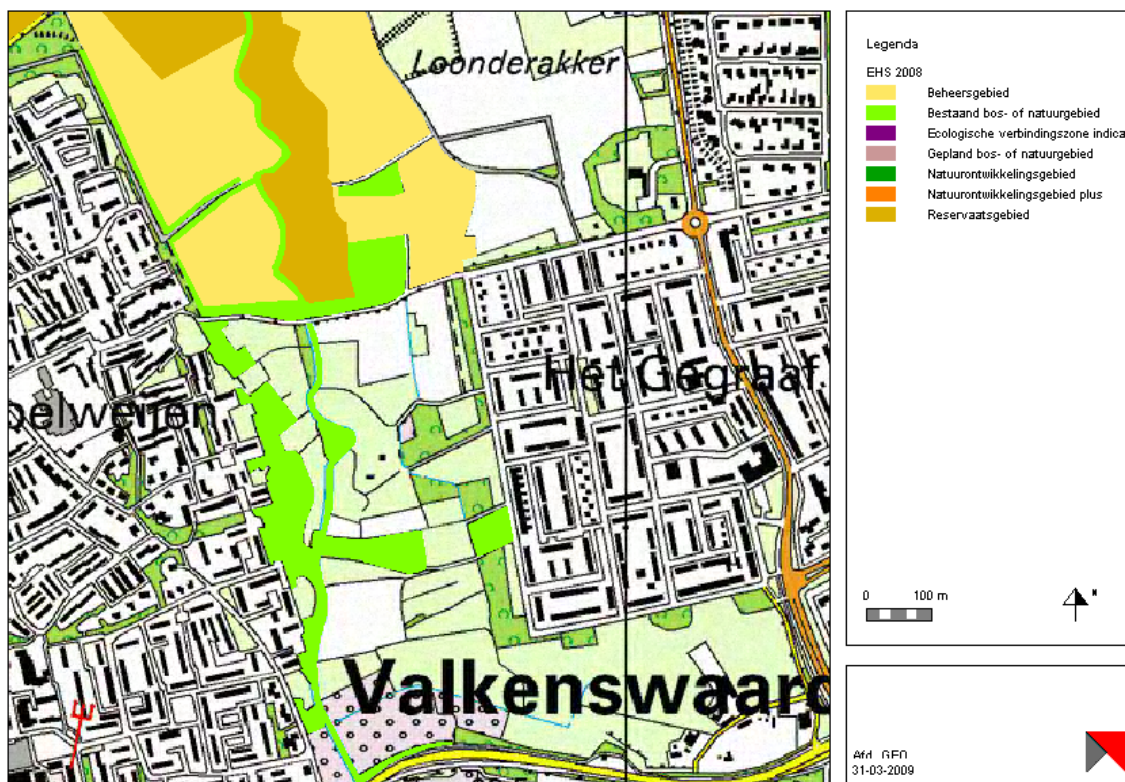 Loonderakker
Het Gegraaf
pelweijen
Valkenswaard
Legenda
EHS 2008
Beheersgebied
Bestaand bos- of natuurgebied
Ecologische verbindingszone indica
Gepland bos- of natuurgebied
Natuurontwikkelingsgebied
Natuurontwikkelingsgebied plus
Reservaatsgebied
0 100 m
N
Afd. GEO
31-03-2009